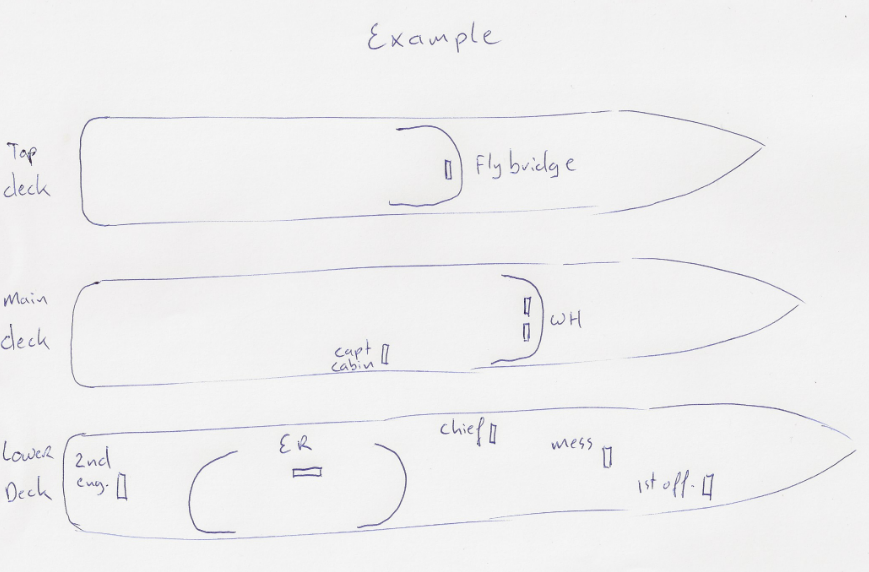 Example
Top
deck
Fly bridge
Main
deck
WH
capt
cabin
Lower
Deck
2nd
eng.
ER
chief
mess
1st off.